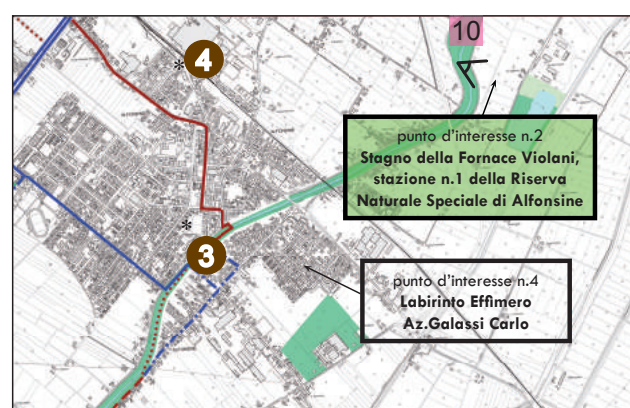 10
4
*
punto d'interesse n.2
Stagno della Fornace Violani,
stazione n.1 della Riserva
Naturale Speciale di Alfonsine
*
3
punto d'interesse n.4
Labirinto Effimero
Az.Galassi Carlo